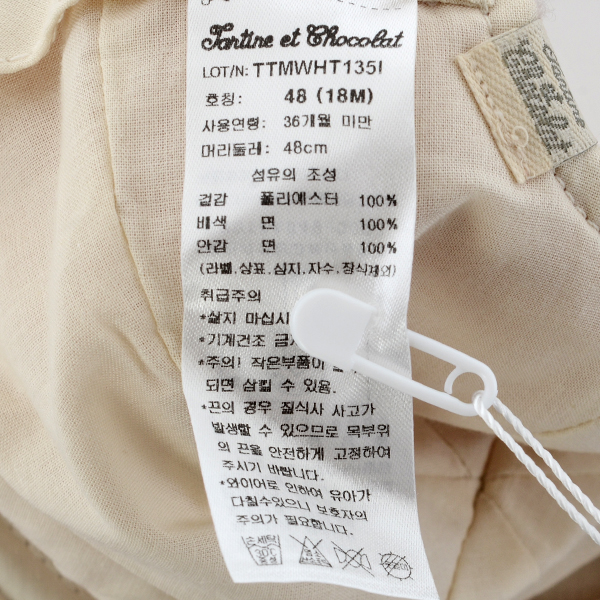 Tartine et Chocolat
LOT/N: TTMWHT135I
호칭: 48 (18M)
사용연령: 36개월 미만
머리둘레: 48cm
섬유의 조성
겉감 폴리에스터 100%
배색 면 100%
안감 면 100%
(라벨.상표.심지.자수.장식제외)
취급주의
*삶지 마십시
*기계건조 금
*주의! 작은부품이
되면 삼킬 수 있음.
*끈의 경우 질식사 사고가
발생할 수 있으므로 목부위
의 끈을 안전하게 고정하여
주시기 바랍니다.
*와이어로 인하여 유아가
다칠수있으니 보호자의
주의가 필요합니다.
손세탁
30℃
중성